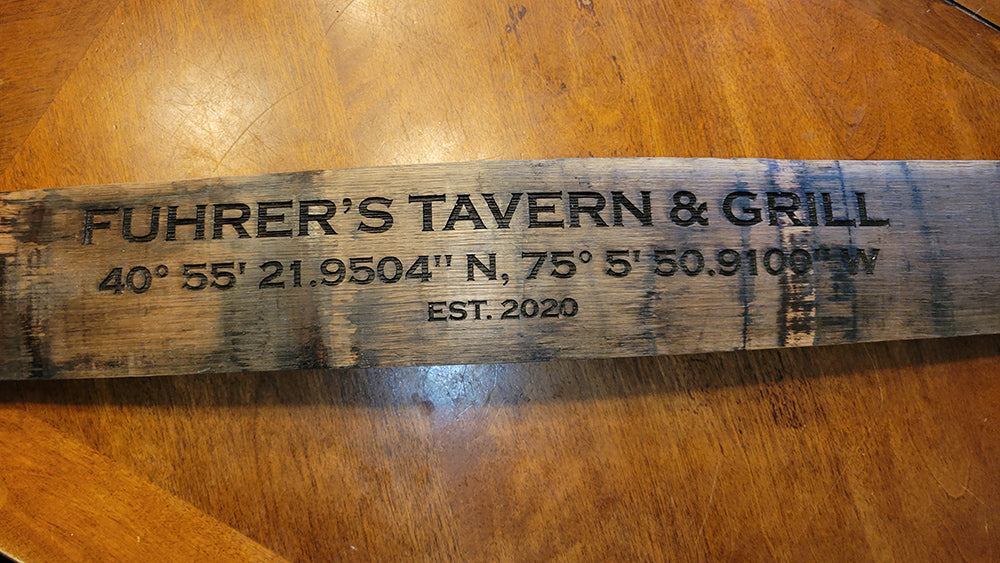 FUHRER'S TAVERN & GRILL
40° 55' 21.9504" N, 75° 5' 50.9100" W
EST. 2020